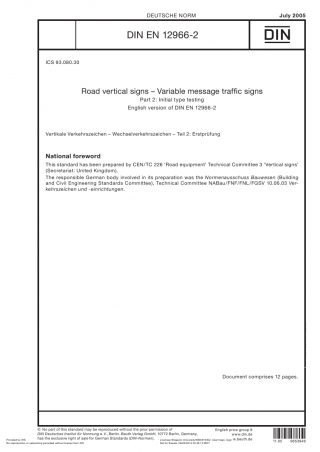 DEUTSCHE NORM
July 2005
DIN EN 12966-2
DIN
ICS 93.080.30
Road vertical signs – Variable message traffic signs
Part 2: Initial type testing
English version of DIN EN 12966-2
Vertikale Verkehrszeichen – Wechselverkehrszeichen – Teil 2: Erstprüfung
National foreword
This standard has been prepared by CEN/TC 226 'Road equipment' Technical Committee 3 'Vertical signs'
(Secretariat: United Kingdom).
The responsible German body involved in its preparation was the Normenausschuss Bauwesen (Building
and Civil Engineering Standards Committee), Technical Committee NABau/FNF/FNL/FGSV 10.06.03 Ver-
kehrszeichen und -einrichtungen.
Document comprises 12 pages.
© No part of this standard may be reproduced without the prior permission of
DIN Deutsches Institut für Normung e. V., Berlin. Beuth Verlag GmbH, 10772 Berlin, Germany,
has the exclusive right of sale for German Standards (DIN-Normen).
English price group 9
www.din.de
www.beuth.de